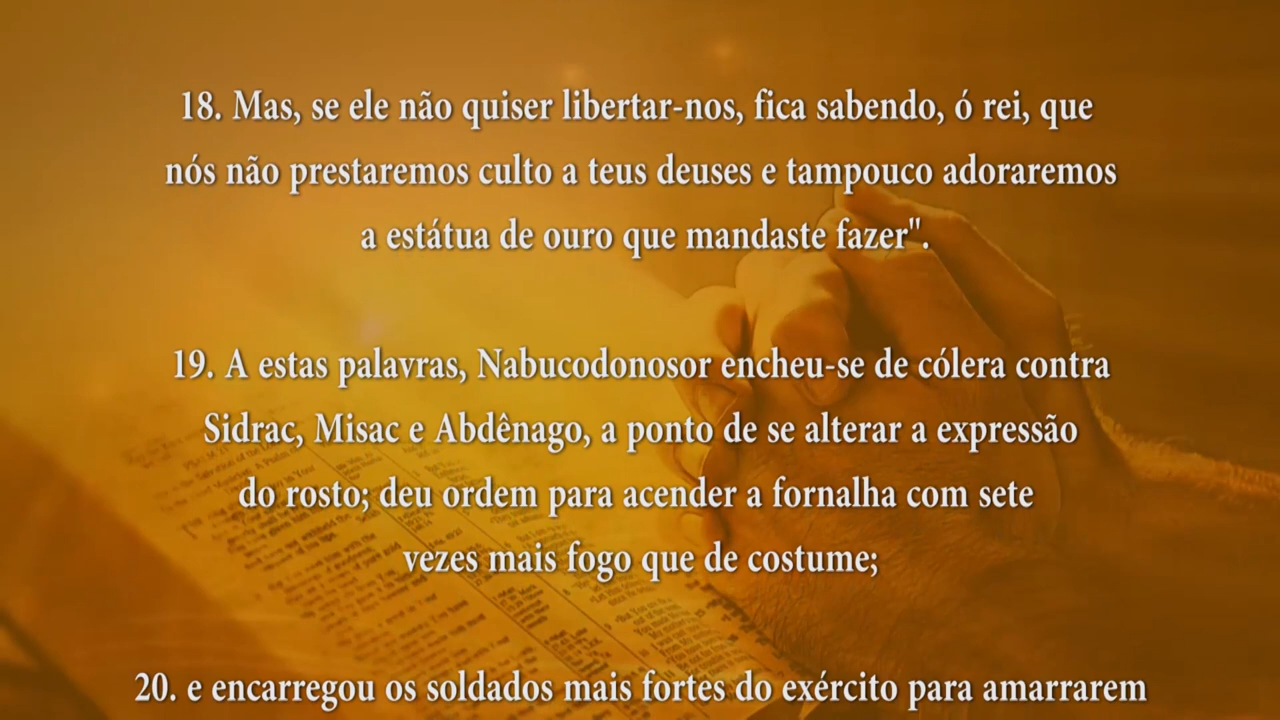 18. Mas, se ele não quiser libertar-nos, fica sabendo, ó rei, que
nós não prestaremos culto a teus deuses e tampouco adoraremos
a estátua de ouro que mandaste fazer".
19. A estas palavras, Nabucodonosor encheu-se de cólera contra
Sidrac, Misac e Abdênago, a ponto de se alterar a expressão
do rosto; deu ordem para acender a fornalha com sete
vezes mais fogo que de costume;
20. e encarregou os soldados mais fortes do exército para amarrarem